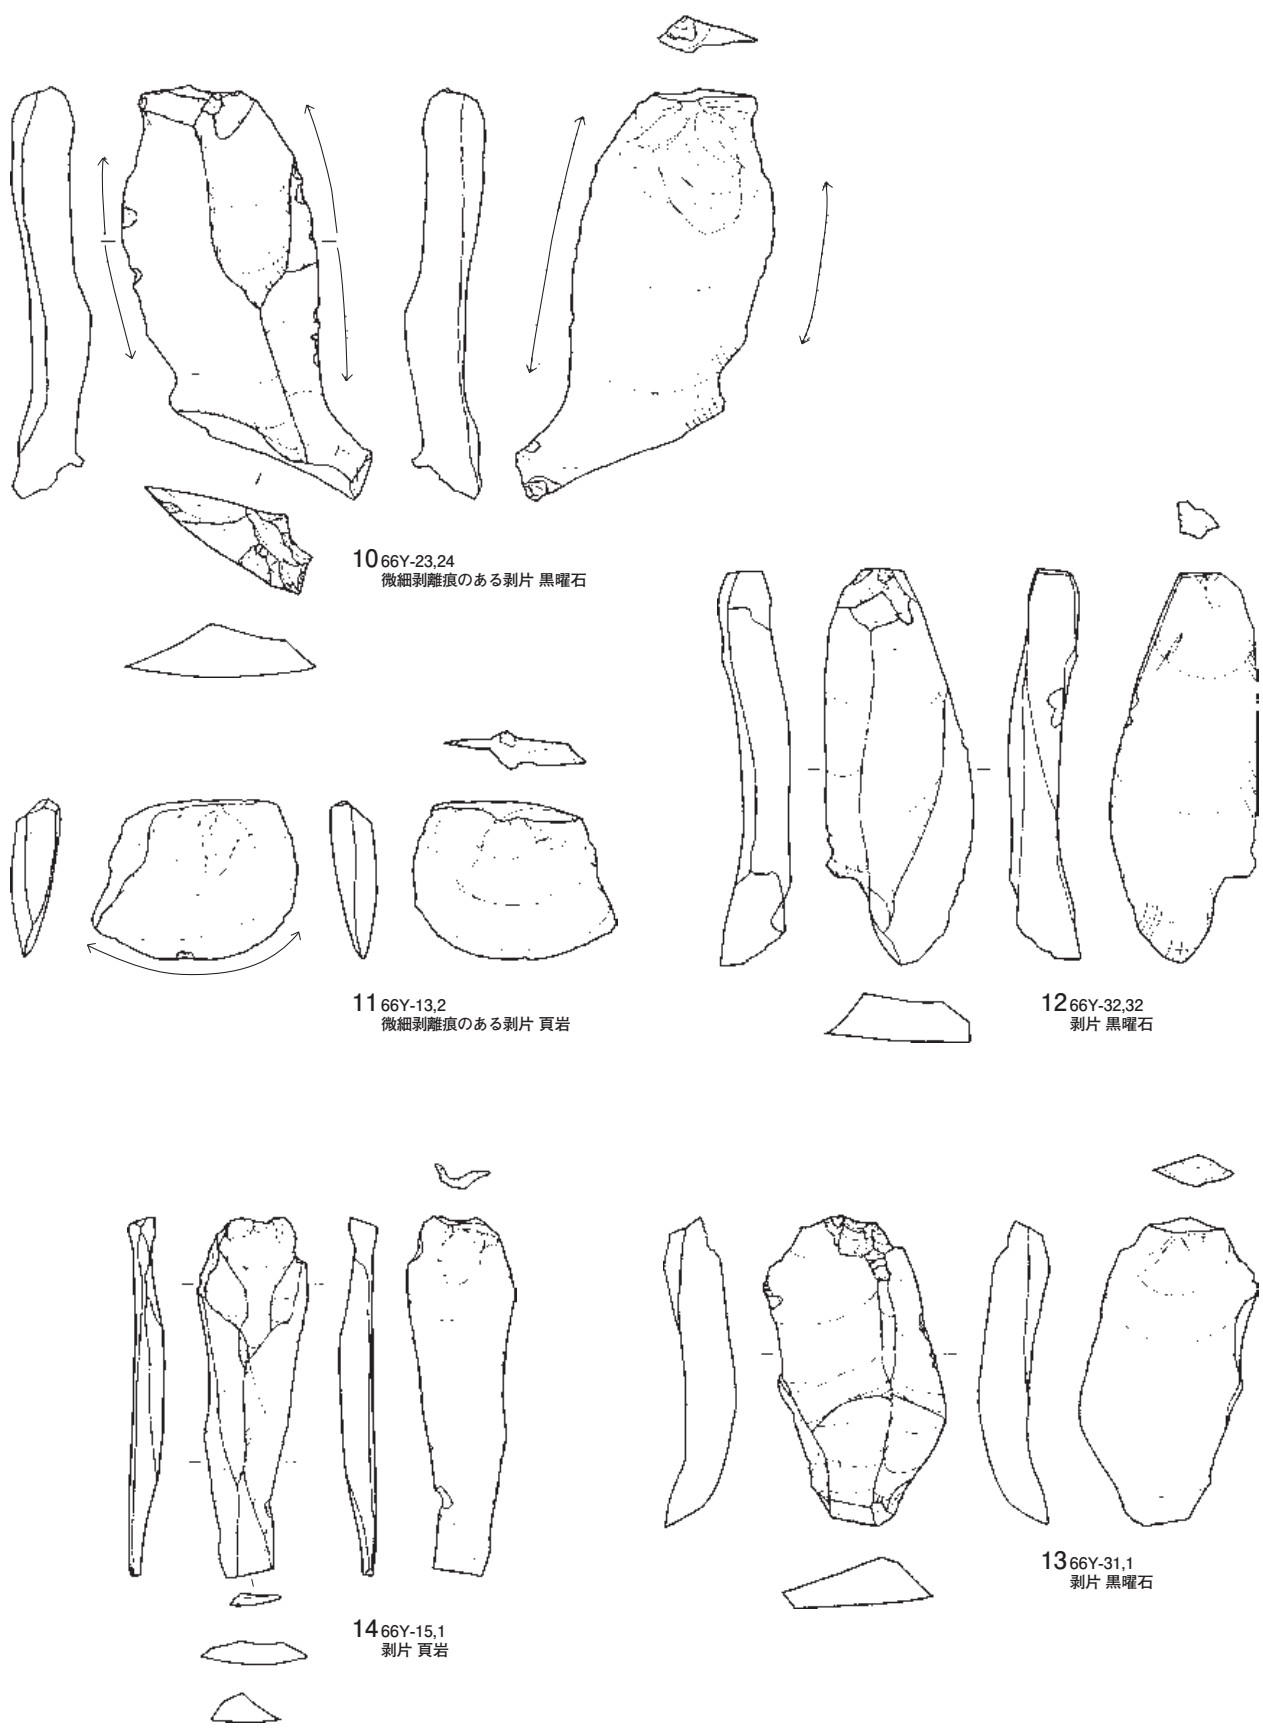 10 66Y-23,24
微細剥離痕のある剥片 黒曜石
11 66Y-13,2
微細剥離痕のある剥片 頁岩
12 66Y-32,32
剥片 黒曜石
13 66Y-31,1
剥片 黒曜石
14 66Y-15,1
剥片 頁岩